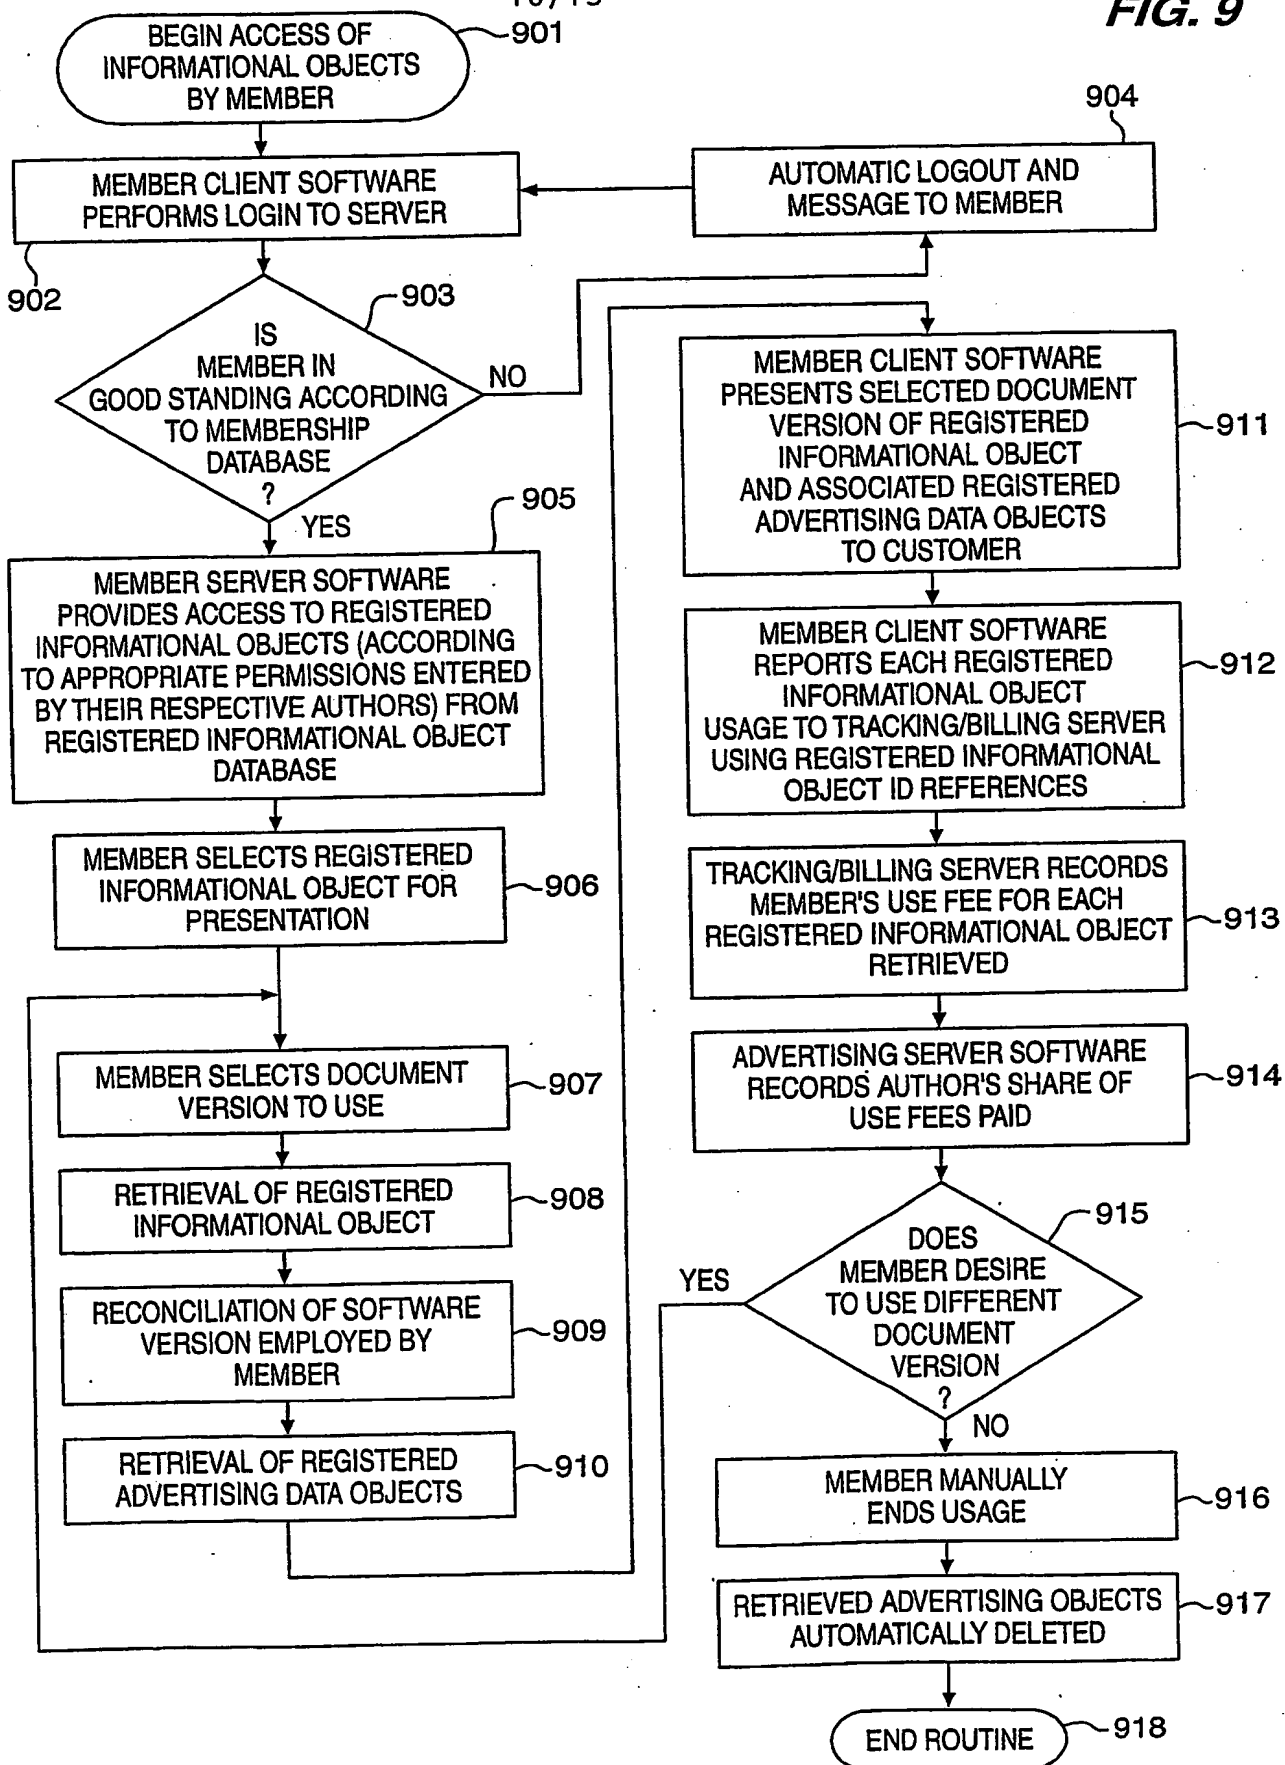 FIG. 9
BEGIN ACCESS OF
INFORMATIONAL OBJECTS
BY MEMBER
901
MEMBER CLIENT SOFTWARE
PERFORMS LOGIN TO SERVER
902
904
AUTOMATIC LOGOUT AND
MESSAGE TO MEMBER
903
IS
MEMBER IN
GOOD STANDING ACCORDING
TO MEMBERSHIP
DATABASE
?
NO
YES
905
MEMBER SERVER SOFTWARE
PROVIDES ACCESS TO REGISTERED
INFORMATIONAL OBJECTS (ACCORDING
TO APPROPRIATE PERMISSIONS ENTERED
BY THEIR RESPECTIVE AUTHORS) FROM
REGISTERED INFORMATIONAL OBJECT
DATABASE
MEMBER SELECTS REGISTERED
INFORMATIONAL OBJECT FOR
PRESENTATION
906
MEMBER SELECTS DOCUMENT
VERSION TO USE
907
RETRIEVAL OF REGISTERED
INFORMATIONAL OBJECT
908
RECONCILIATION OF SOFTWARE
VERSION EMPLOYED BY
MEMBER
909
RETRIEVAL OF REGISTERED
ADVERTISING DATA OBJECTS
910
MEMBER CLIENT SOFTWARE
PRESENTS SELECTED DOCUMENT
VERSION OF REGISTERED
INFORMATIONAL OBJECT
AND ASSOCIATED REGISTERED
ADVERTISING DATA OBJECTS
TO CUSTOMER
911
MEMBER CLIENT SOFTWARE
REPORTS EACH REGISTERED
INFORMATIONAL OBJECT
USAGE TO TRACKING/BILLING SERVER
USING REGISTERED INFORMATIONAL
OBJECT ID REFERENCES
912
TRACKING/BILLING SERVER RECORDS
MEMBER'S USE FEE FOR EACH
REGISTERED INFORMATIONAL OBJECT
RETRIEVED
913
ADVERTISING SERVER SOFTWARE
RECORDS AUTHOR'S SHARE OF
USE FEES PAID
914
915
DOES
MEMBER DESIRE
TO USE DIFFERENT
DOCUMENT
VERSION
?
YES
NO
MEMBER MANUALLY
ENDS USAGE
916
RETRIEVED ADVERTISING OBJECTS
AUTOMATICALLY DELETED
917
END ROUTINE
918